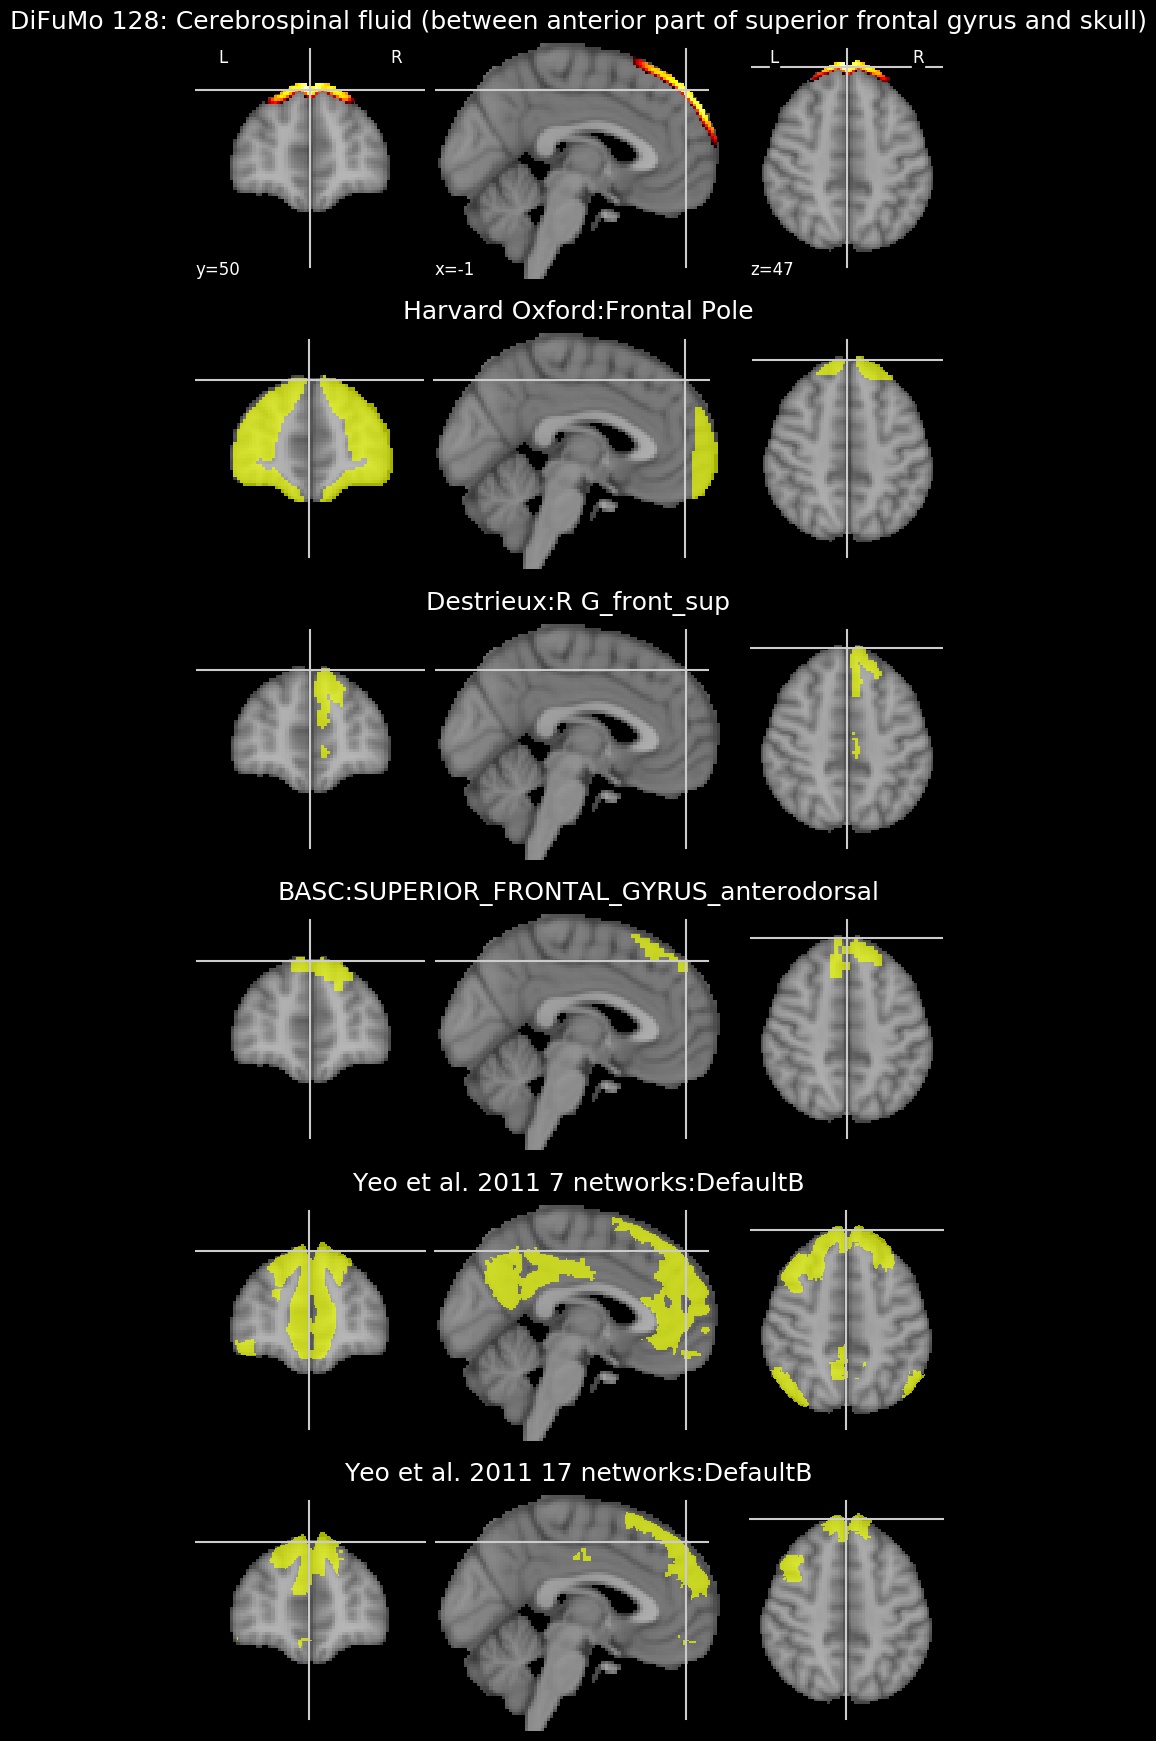 DiFuMo 128: Cerebrospinal fluid (between anterior part of superior frontal gyrus and skull)
L R L R
y=50 x=-1 z=47
Harvard Oxford:Frontal Pole
Destrieux:R G_front_sup
BASC:SUPERIOR_FRONTAL_GYRUS_anterodorsal
Yeo et al. 2011 7 networks:DefaultB
Yeo et al. 2011 17 networks:DefaultB